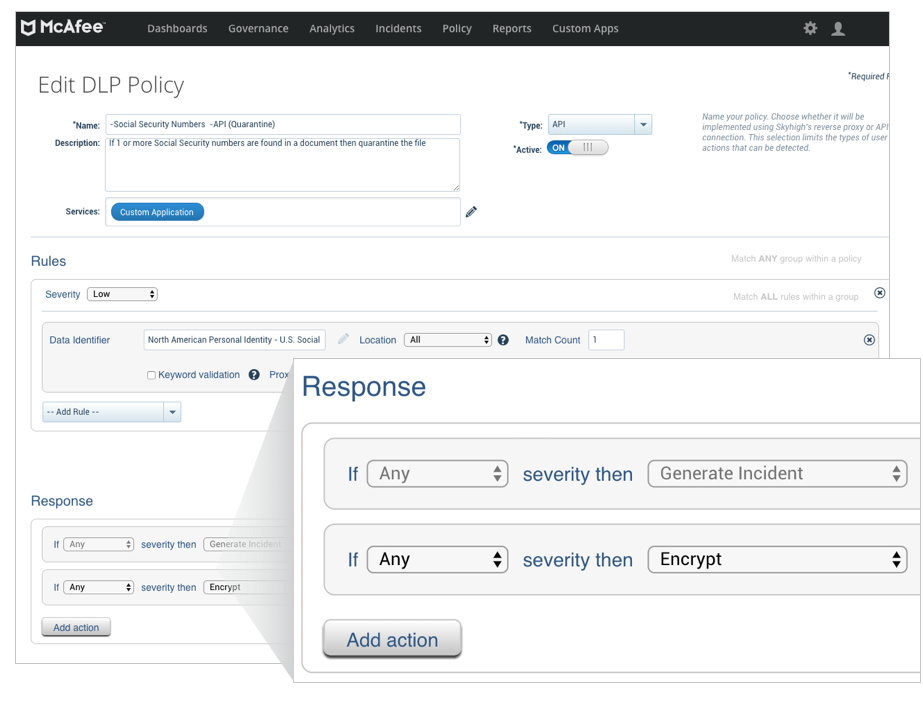 McAfee™ Dashboards Governance Analytics Incidents Policy Reports Custom Apps
Edit DLP Policy
*Required
*Name: -Social Security Numbers -API (Quarantine)
*Type: API
Name your policy. Choose whether it will be
implemented using Skyhigh's reverse proxy or API
connection. This selection limits the types of user
actions that can be detected.
Description: If 1 or more Social Security numbers are found in a document then quarantine the file
*Active: ON
Services: Custom Application
Rules
Match ANY group within a policy
Severity Low
Match ALL rules within a group
Data Identifier North American Personal Identity - U.S. Social Location All ? Match Count 1
Keyword validation ? Prox
-- Add Rule --
Response
If Any severity then Generate Incident
If Any severity then Encrypt
Add action
Response
If Any severity then Generate Incident
If Any severity then Encrypt
Add action